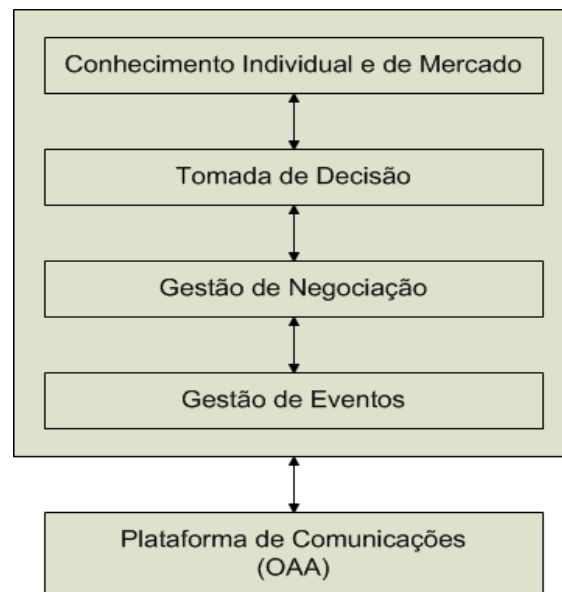 Conhecimento Individual e de Mercado
Tomada de Decisão
Gestão de Negociação
Gestão de Eventos
Plataforma de Comunicações
(OAA)